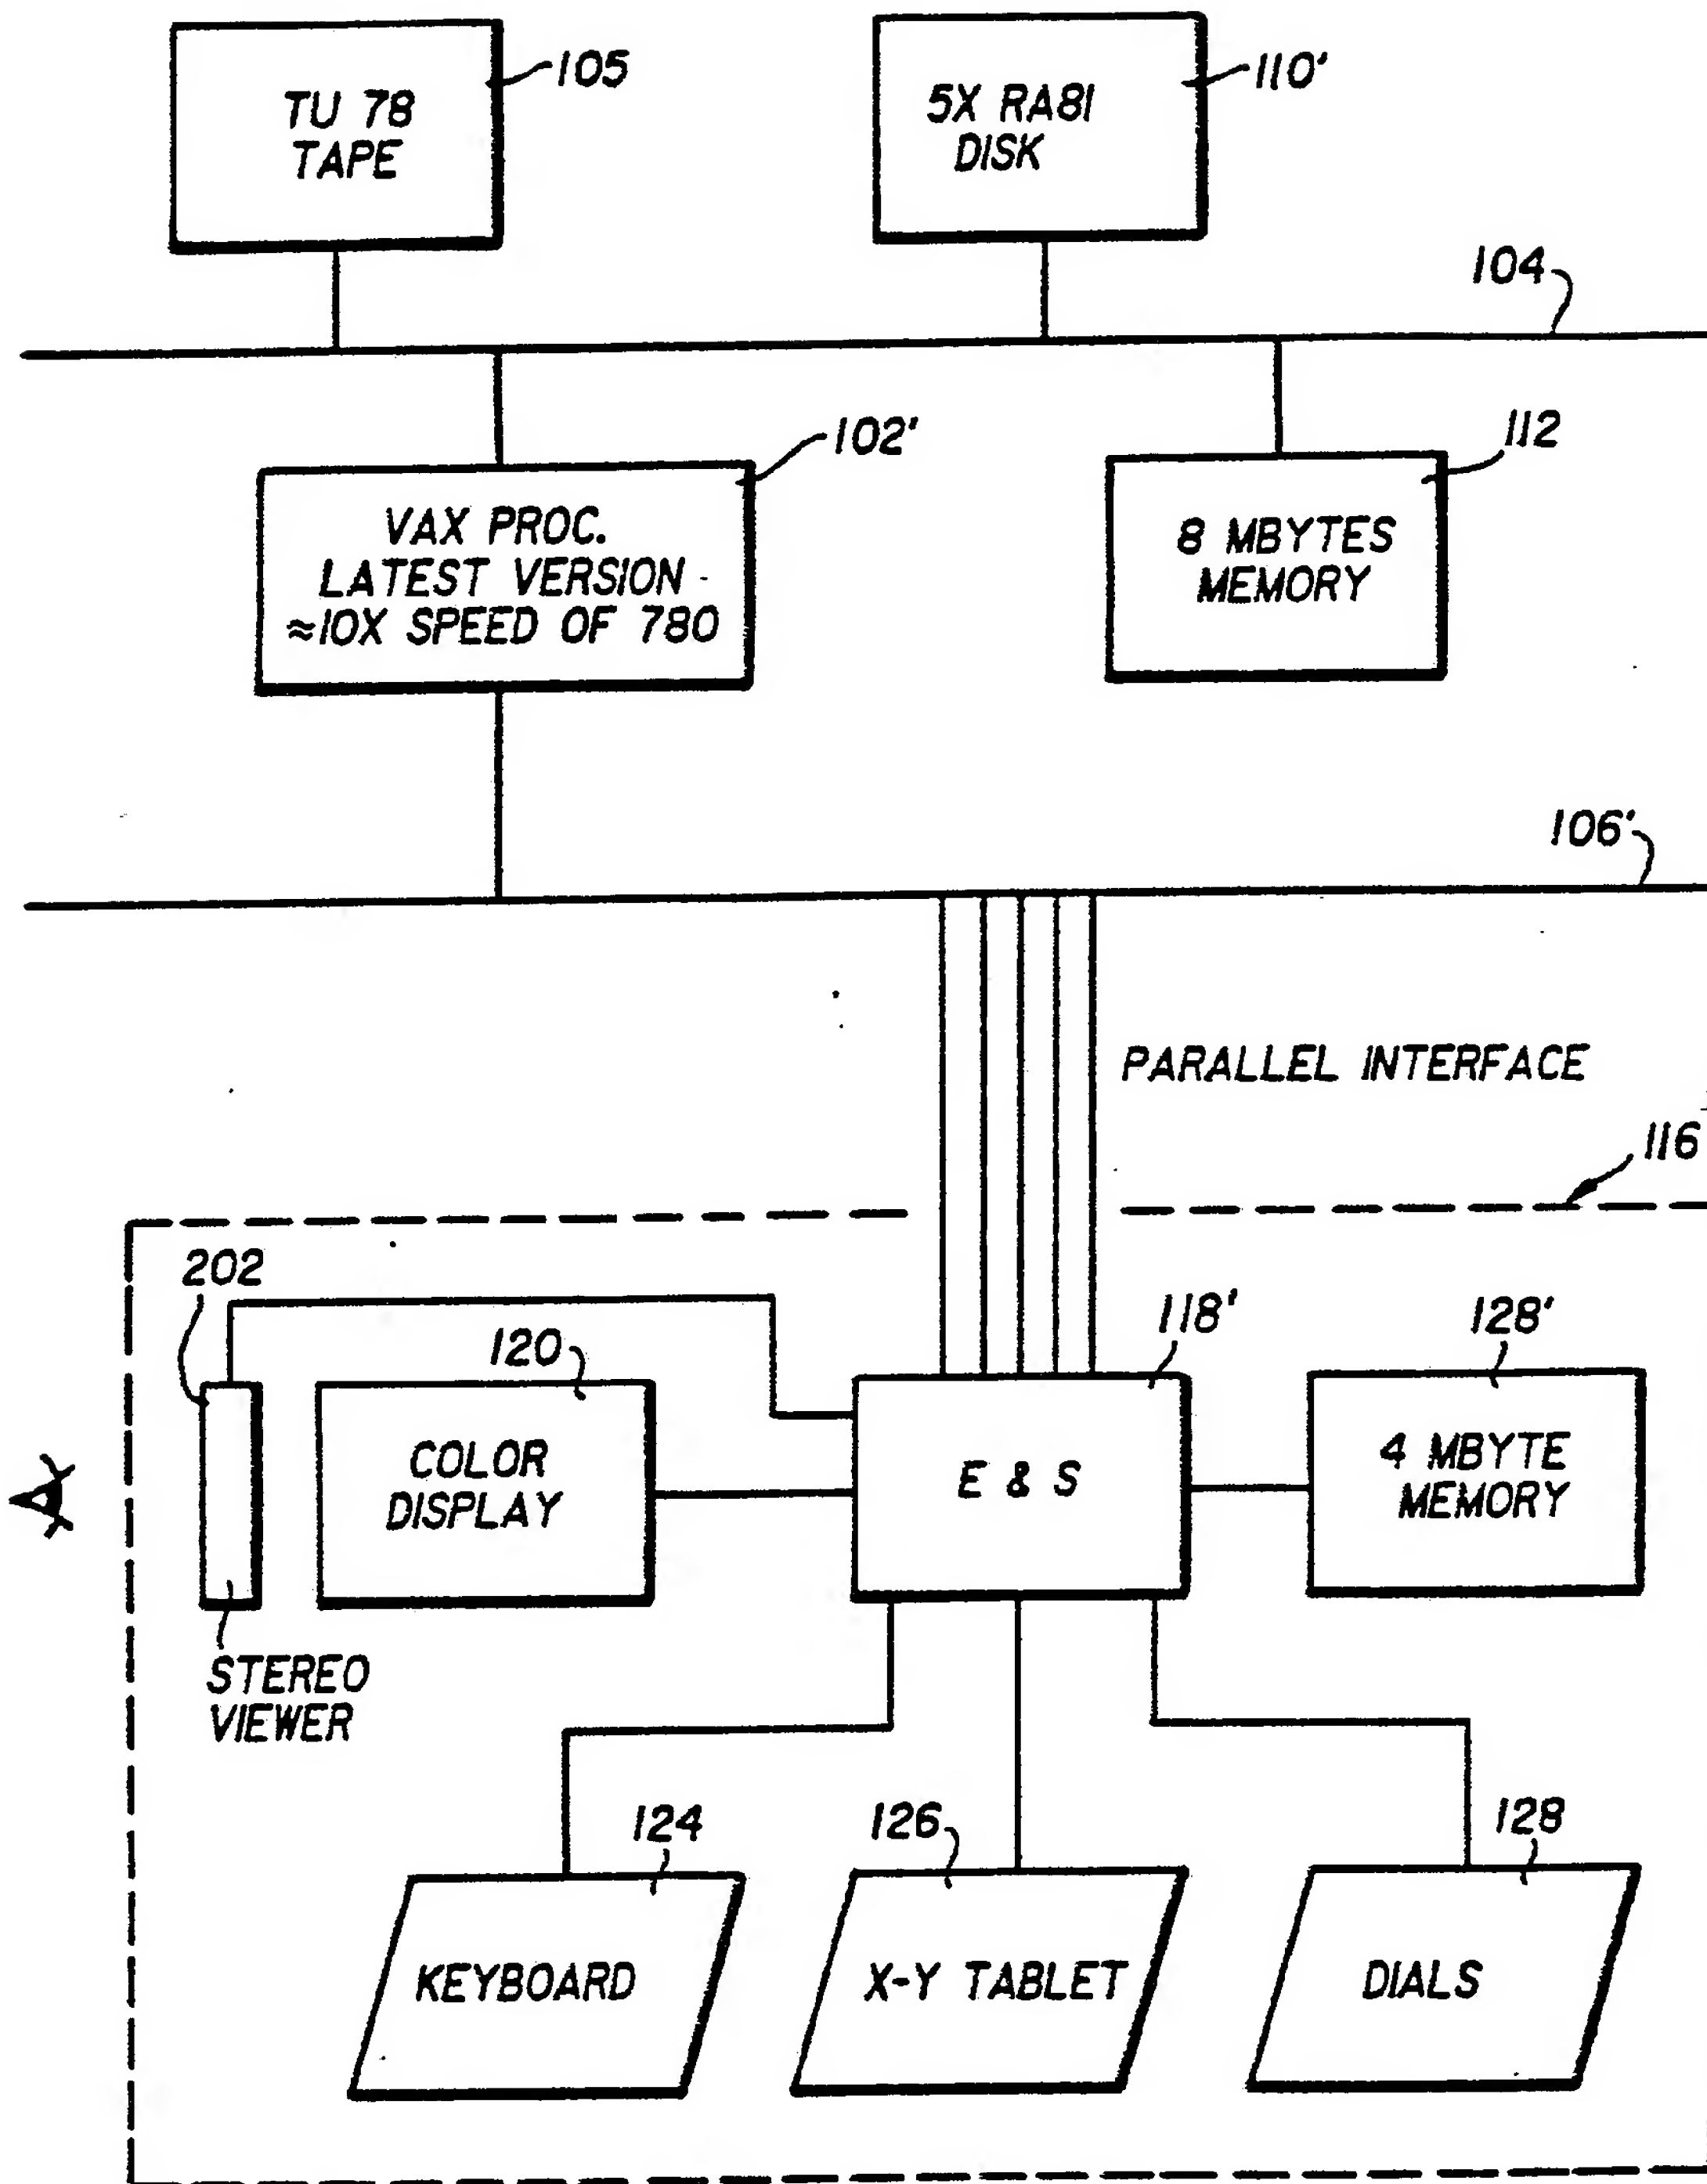 105
110'
TU 78
TAPE
5X RA81
DISK
104
102'
112
VAX PROC.
LATEST VERSION
≈10X SPEED OF 780
8 MBYTES
MEMORY
106'
PARALLEL INTERFACE
116
202
120
118'
128'
COLOR
DISPLAY
E & S
4 MBYTE
MEMORY
STEREO
VIEWER
124
126
128
KEYBOARD
X-Y TABLET
DIALS